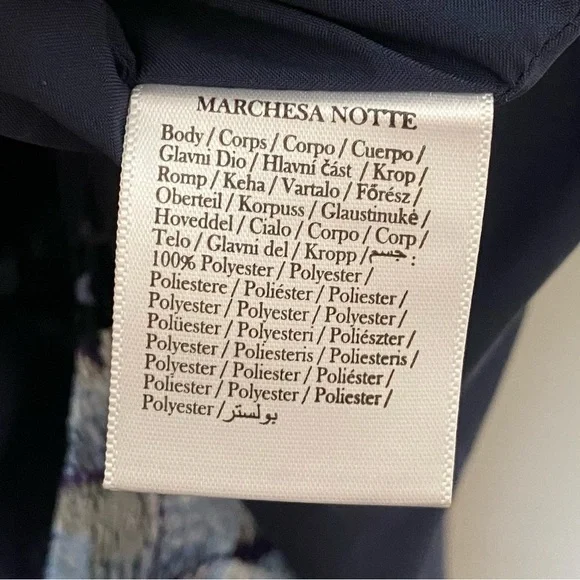 MARCHESA NOTTE
Body / Corps / Corpo / Cuerpo /
Glavni Dio / Hlavní část / Krop /
Romp / Keha / Vartalo / Főrész /
Oberteil / Korpuss / Glaustinukė /
Hoveddel / Cialo / Corpo / Corp /
Telo / Glavni del / Kropp / جسم :
100% Polyester / Polyester /
Poliestere / Poliéster / Poliester /
Polyester / Polyester / Polyester /
Polüester / Polyesteri / Poliészter /
Polyester / Poliesteris / Poliesteris /
Polyester / Poliester / Poliéster /
Poliester / Polyester / Poliester /
Polyester / بولستر